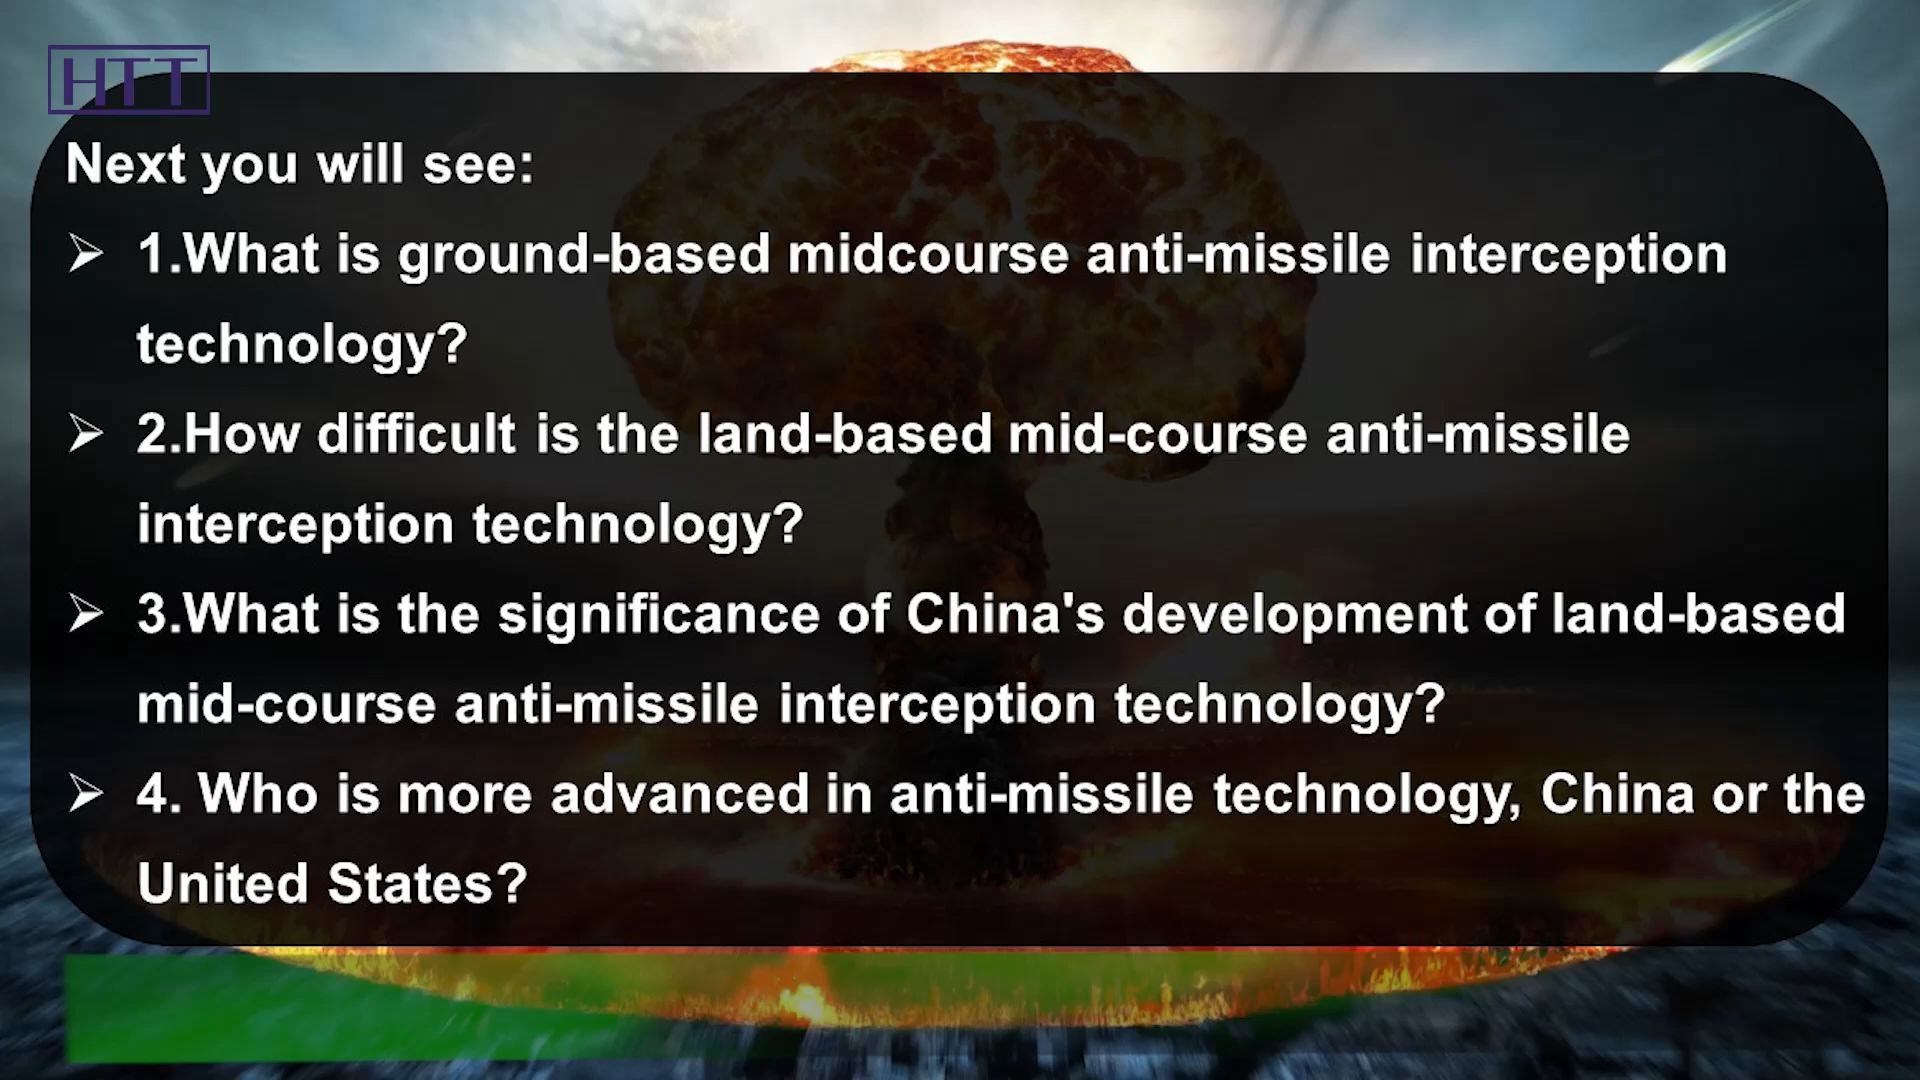 HTT
Next you will see:
➢ 1.What is ground-based midcourse anti-missile interception
technology?
➢ 2.How difficult is the land-based mid-course anti-missile
interception technology?
➢ 3.What is the significance of China's development of land-based
mid-course anti-missile interception technology?
➢ 4. Who is more advanced in anti-missile technology, China or the
United States?